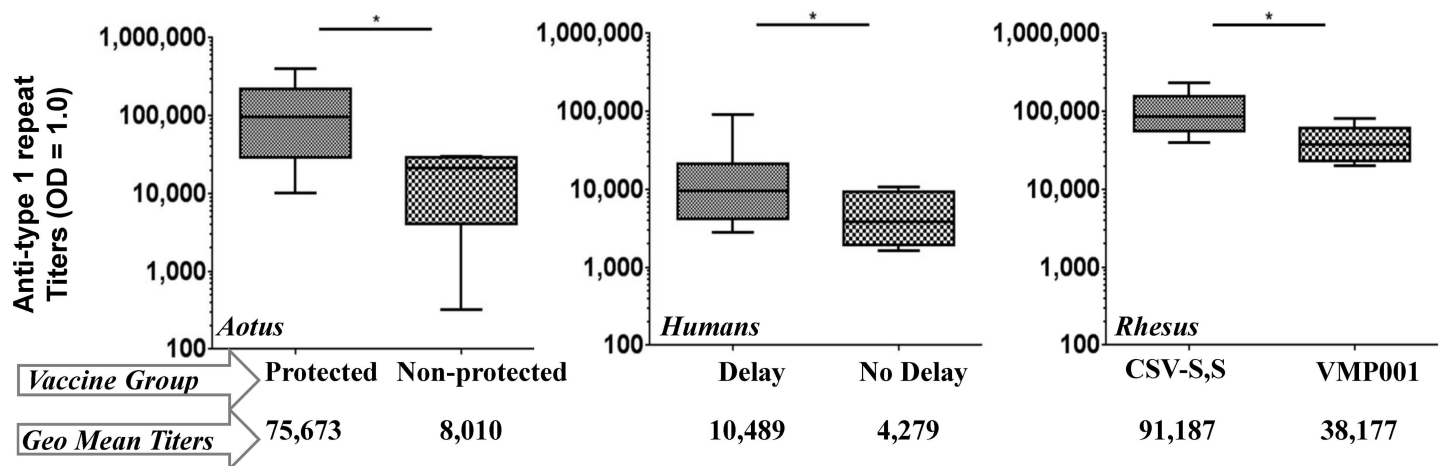 Anti-type 1 repeat
Titers (OD = 1.0)
*
1,000,000
100,000
10,000
1,000
100
Aotus
*
1,000,000
100,000
10,000
1,000
100
Humans
*
1,000,000
100,000
10,000
1,000
100
Rhesus
Vaccine Group Protected Non-protected Delay No Delay CSV-S,S VMP001
Geo Mean Titers 75,673 8,010 10,489 4,279 91,187 38,177